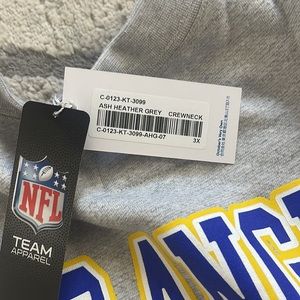 C-0123-KT-3099
ASH HEATHER GREY CREWNECK
C-0123-KT-3099-AHG-07
3X
NFL
TEAM
APPAREL